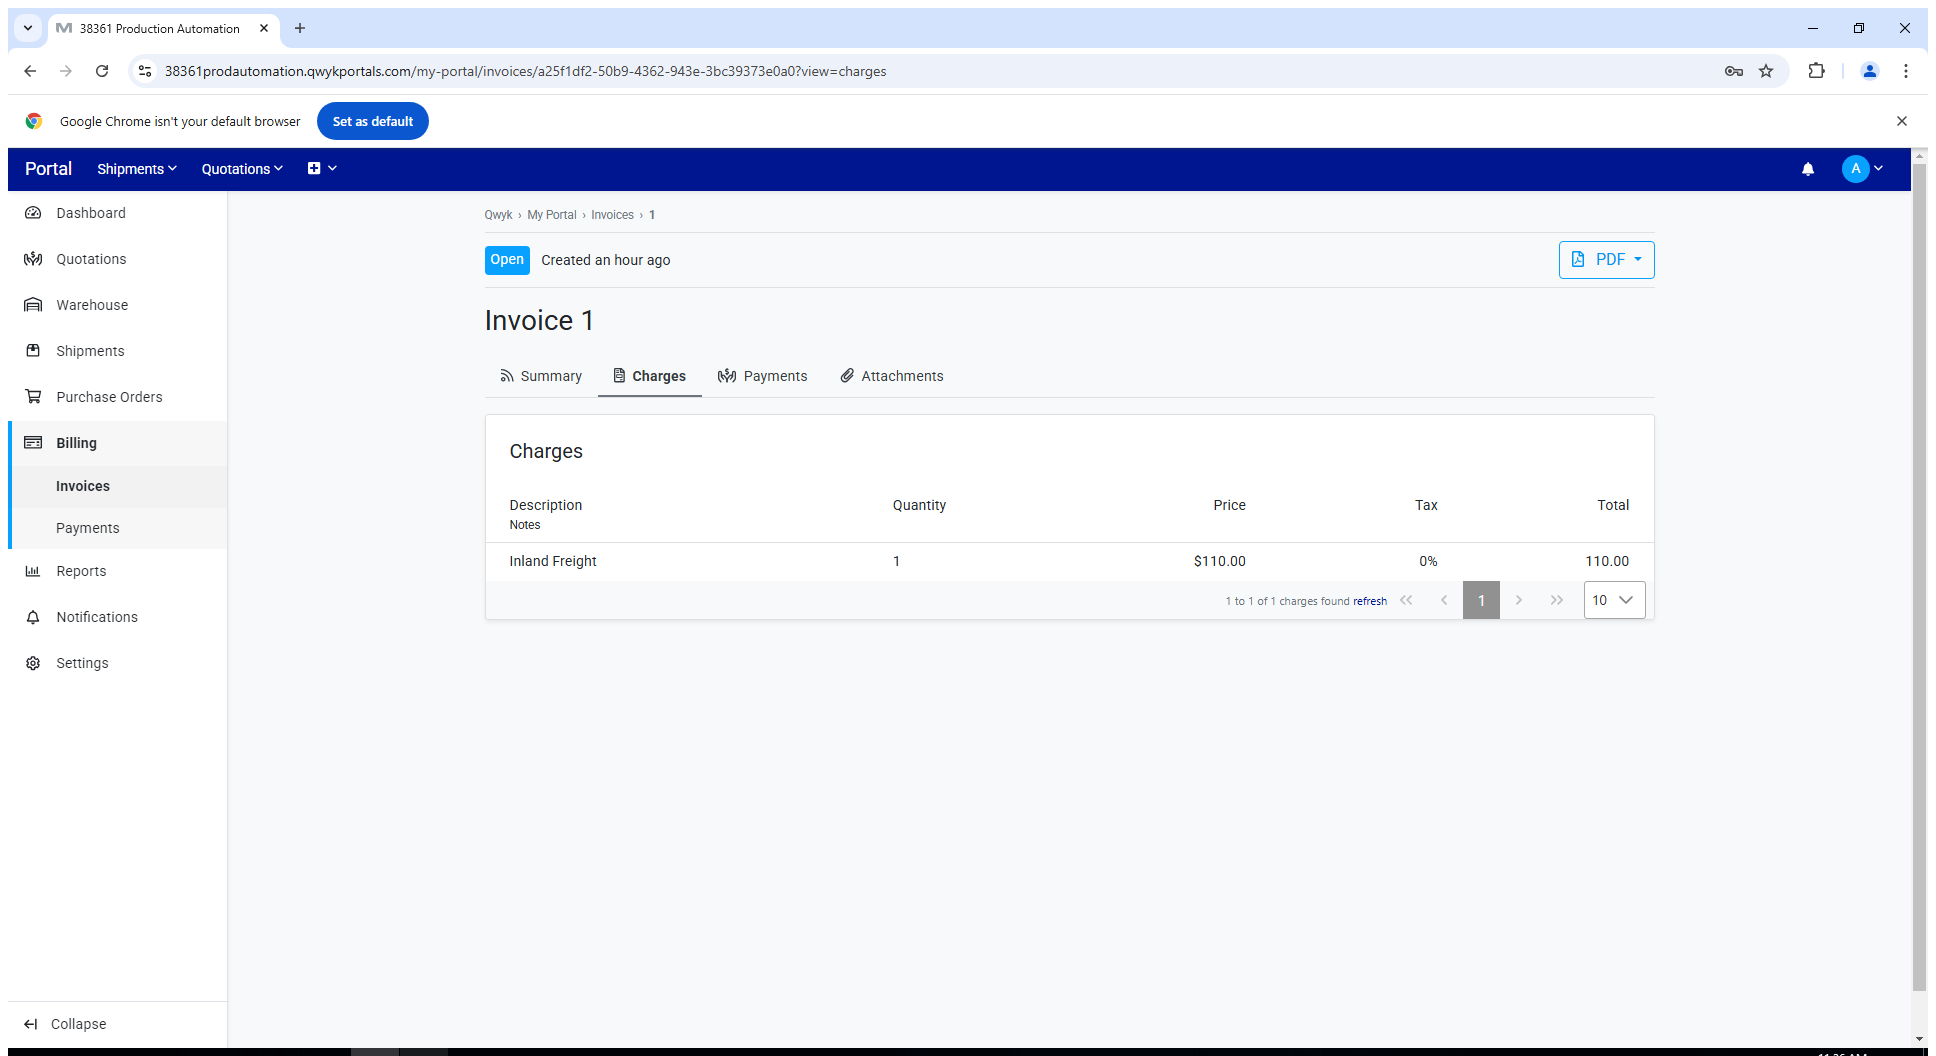 38361 Production Automation
38361prodautomation.qwykportals.com/my-portal/invoices/a25f1df2-50b9-4362-943e-3bc39373e0a0?view=charges
Google Chrome isn't your default browser
Set as default
Portal
Shipments
Quotations
A
Dashboard
Quotations
Warehouse
Shipments
Purchase Orders
Billing
Invoices
Payments
Reports
Notifications
Settings
Collapse
Qwyk › My Portal › Invoices › 1
Open Created an hour ago
PDF
Invoice 1
Summary
Charges
Payments
Attachments
Charges
Description Quantity Price Tax Total
Notes
Inland Freight 1 $110.00 0% 110.00
1 to 1 of 1 charges found refresh
1
10